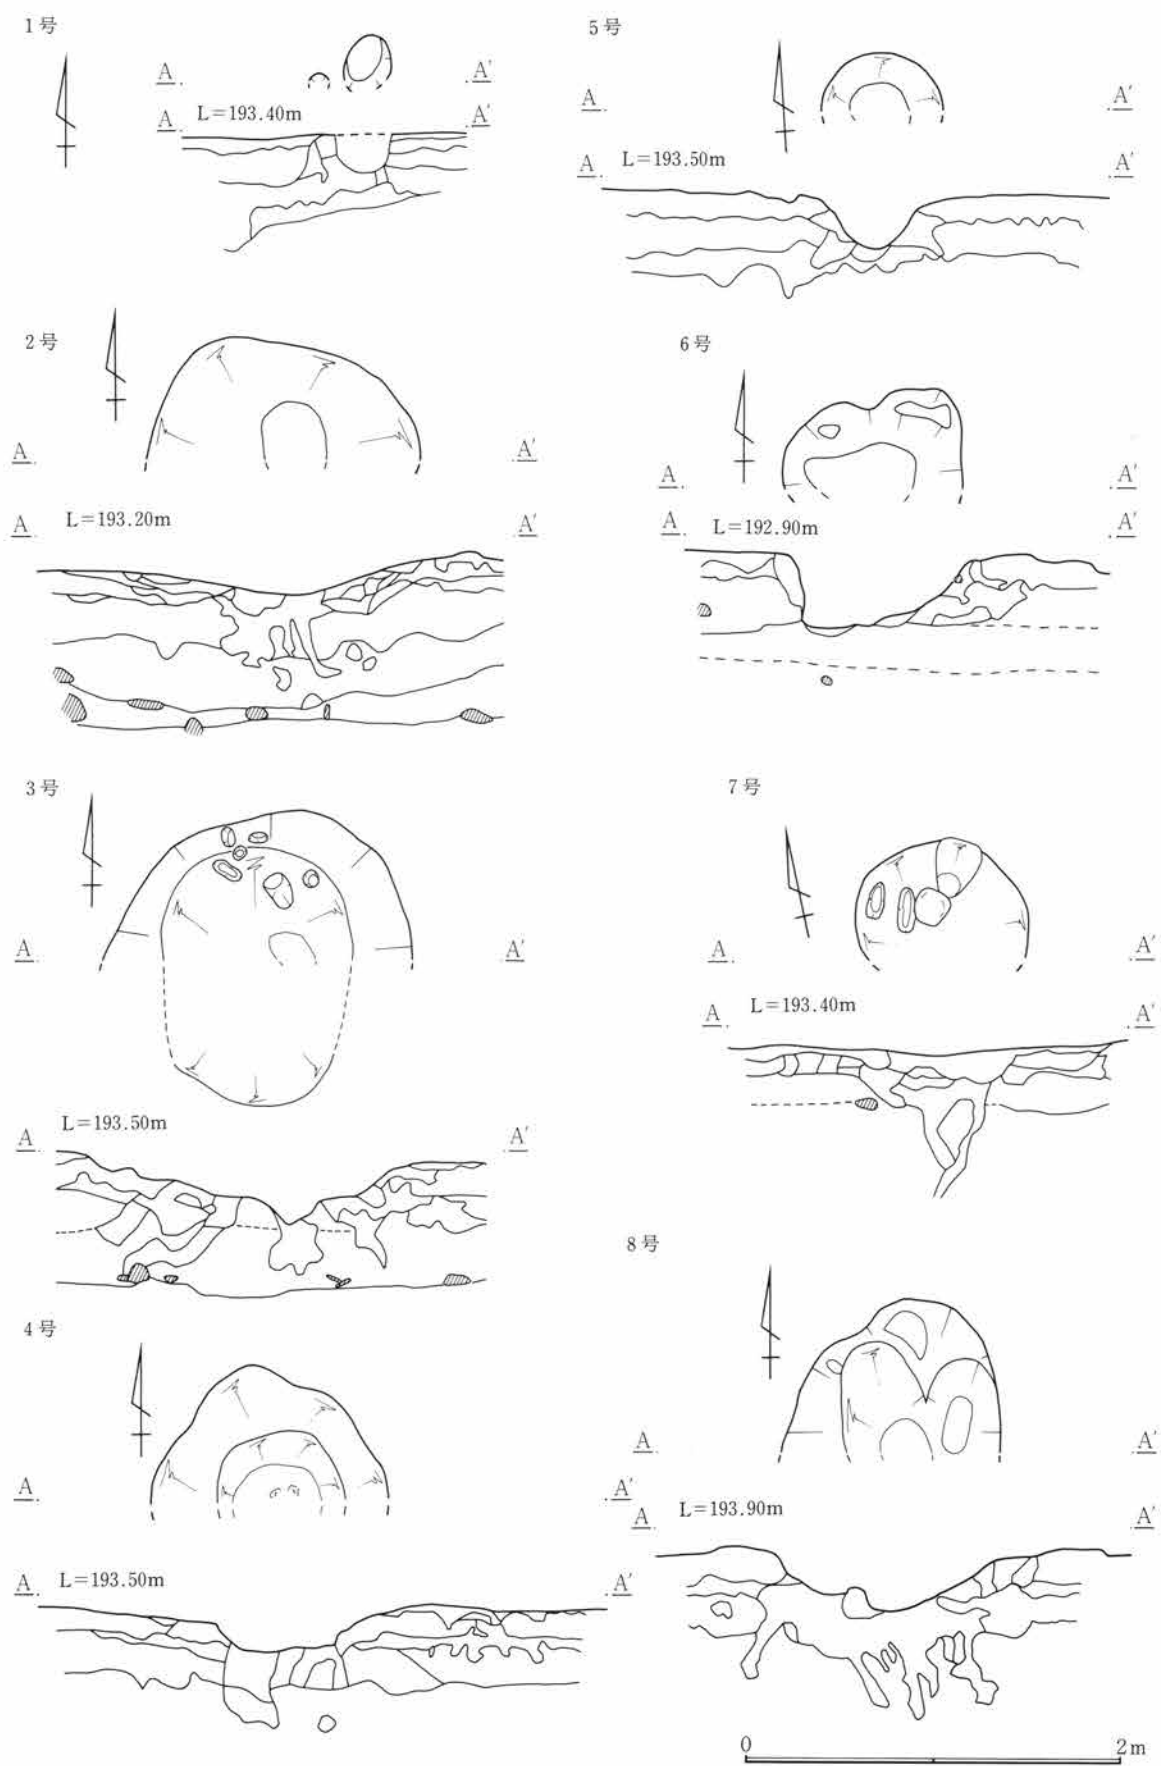 1号
A. .A'
A. L=193.40m .A'
2号
A. .A'
A. L=193.20m .A'
3号
A. .A'
A. L=193.50m .A'
4号
A. .A'
A. L=193.50m .A'
5号
A. .A'
A. L=193.50m .A'
6号
A. .A'
A. L=192.90m .A'
7号
A. .A'
A. L=193.40m .A'
8号
A. .A'
A. L=193.90m .A'
0 2m